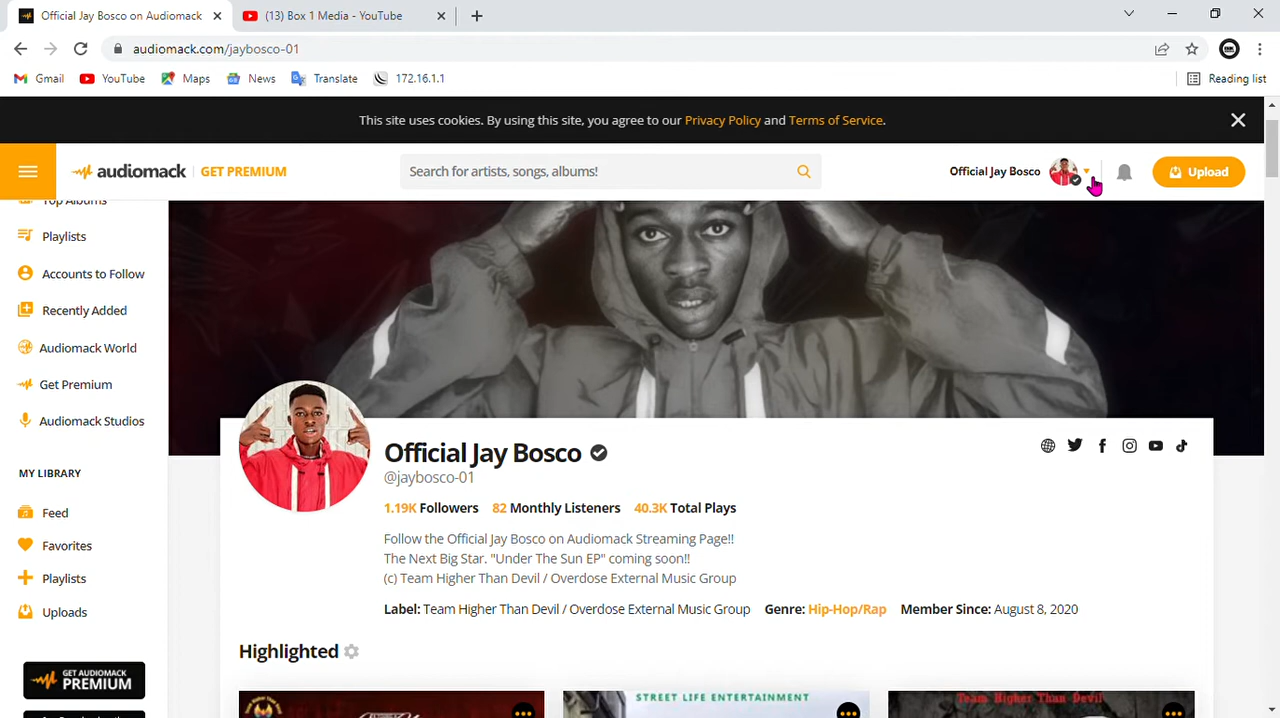 Official Jay Bosco on Audiomack
(13) Box 1 Media - YouTube
audiomack.com/jaybosco-01
Gmail
YouTube
Maps
News
Translate
172.16.1.1
Reading list
This site uses cookies. By using this site, you agree to our Privacy Policy and Terms of Service.
audiomack
GET PREMIUM
Search for artists, songs, albums!
Official Jay Bosco
Upload
Top Albums
Playlists
Accounts to Follow
Recently Added
Audiomack World
Get Premium
Audiomack Studios
MY LIBRARY
Feed
Favorites
Playlists
Uploads
GET AUDIOMACK
PREMIUM
Official Jay Bosco
@jaybosco-01
1.19K Followers 82 Monthly Listeners 40.3K Total Plays
Follow the Official Jay Bosco on Audiomack Streaming Page!!
The Next Big Star. "Under The Sun EP" coming soon!!
(c) Team Higher Than Devil / Overdose External Music Group
Label: Team Higher Than Devil / Overdose External Music Group Genre: Hip-Hop/Rap Member Since: August 8, 2020
Highlighted
STREET LIFE ENTERTAINMENT
Team Higher Than Devil